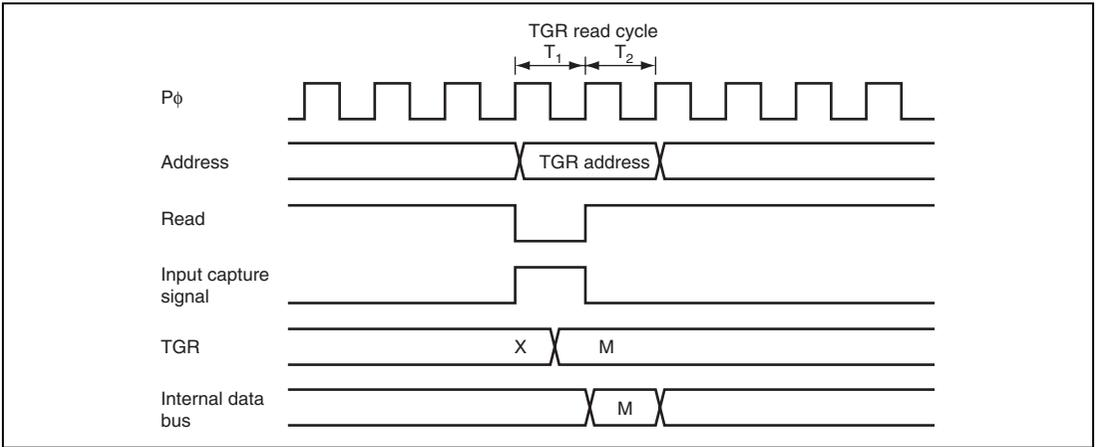 TGR read cycle
T1 T2
Pϕ
Address
TGR address
Read
Input capture
signal
TGR
X M
Internal data
bus
M